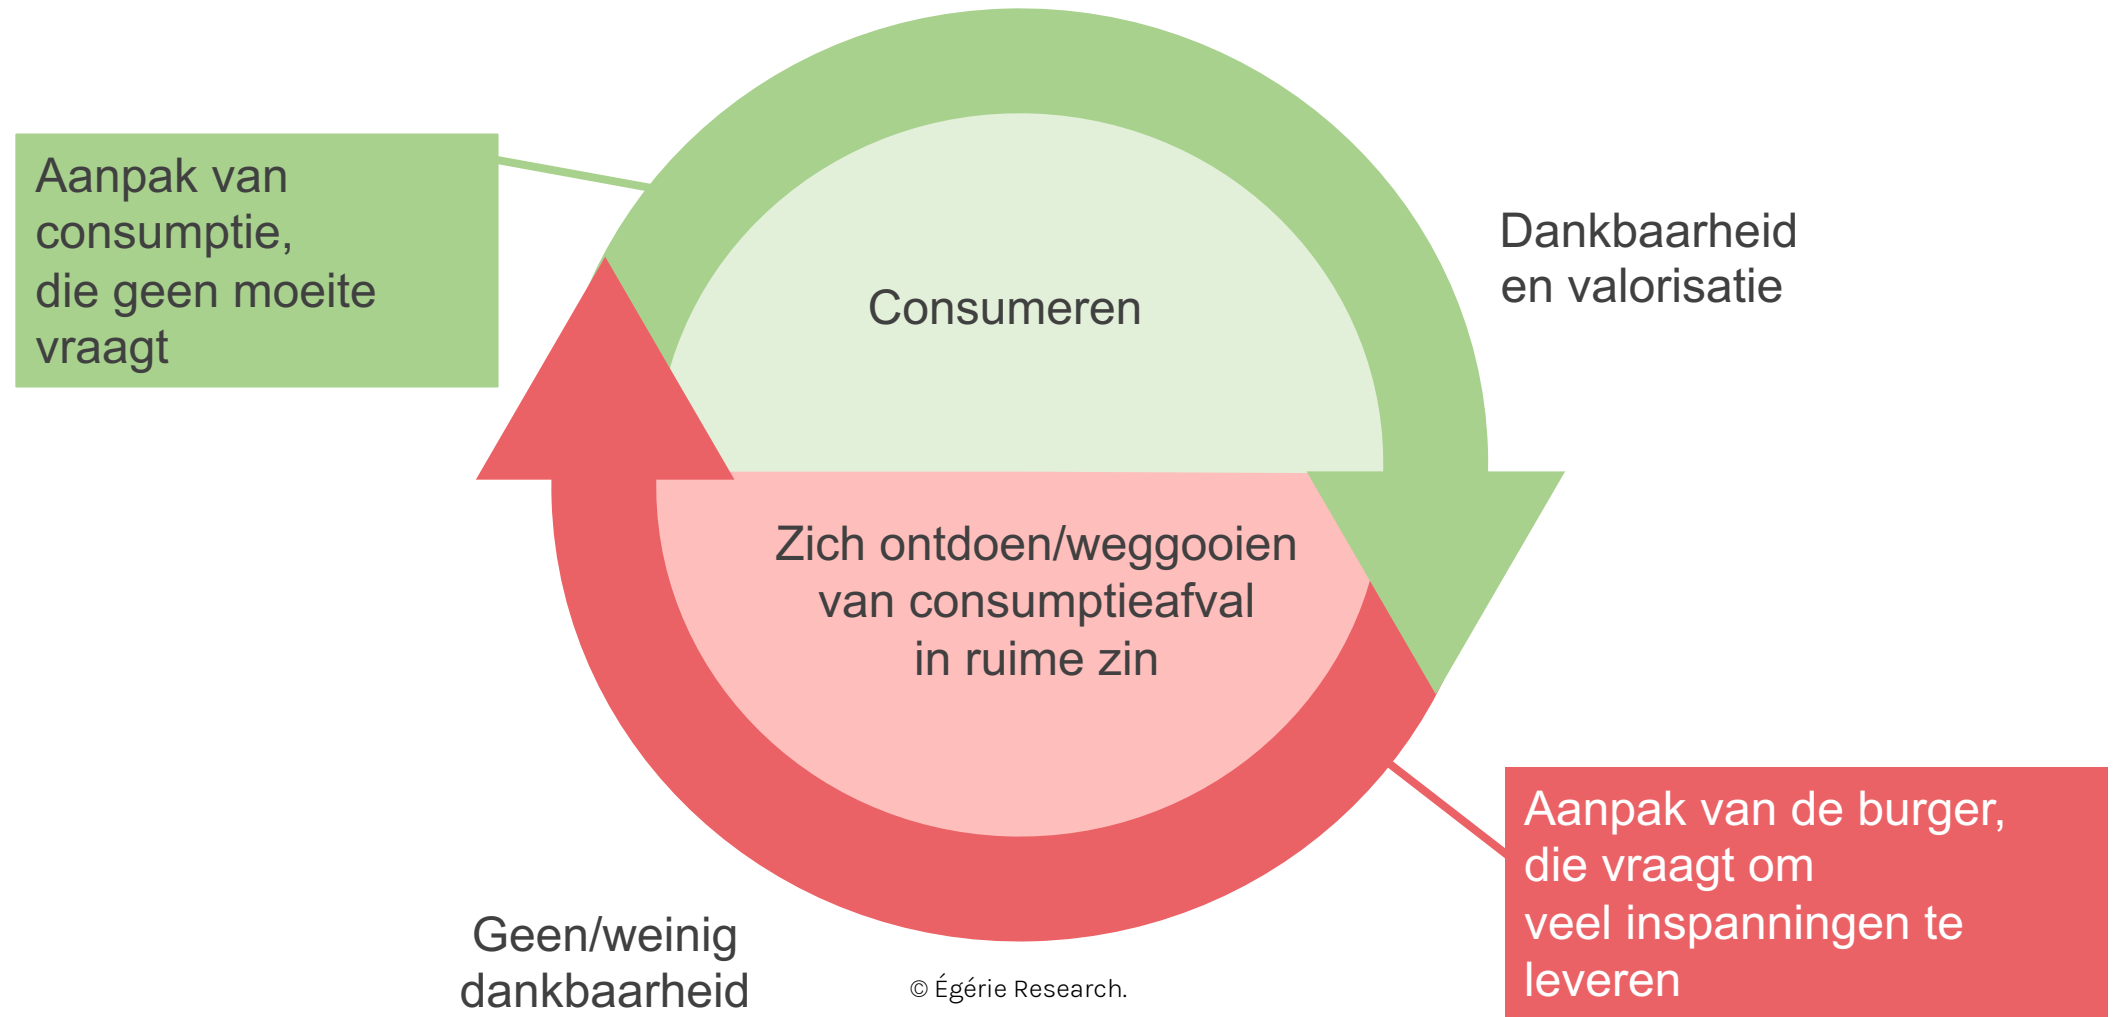 Aanpak van
consumptie,
die geen moeite
vraagt
Dankbaarheid
en valorisatie
Consumeren
Zich ontdoen/weggooien
van consumptieafval
in ruime zin
Aanpak van de burger,
die vraagt om
veel inspanningen te
leveren
Geen/weinig
dankbaarheid
© Égérie Research.